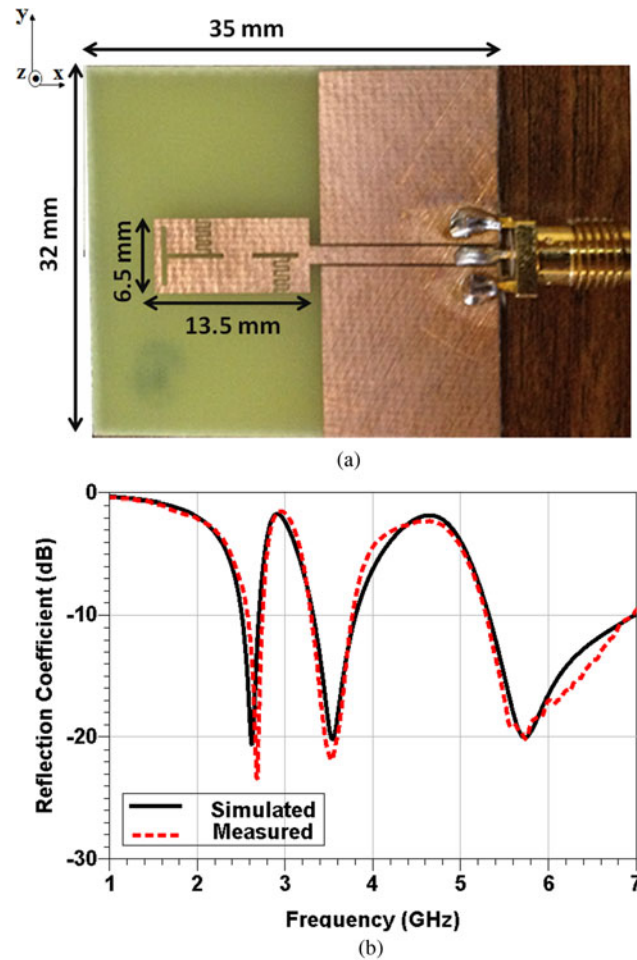 y
z x
35 mm
32 mm
6.5 mm
13.5 mm
(a)
0
-10
-20
-30
Reflection Coefficient (dB)
Simulated
Measured
1 2 3 4 5 6 7
Frequency (GHz)
(b)